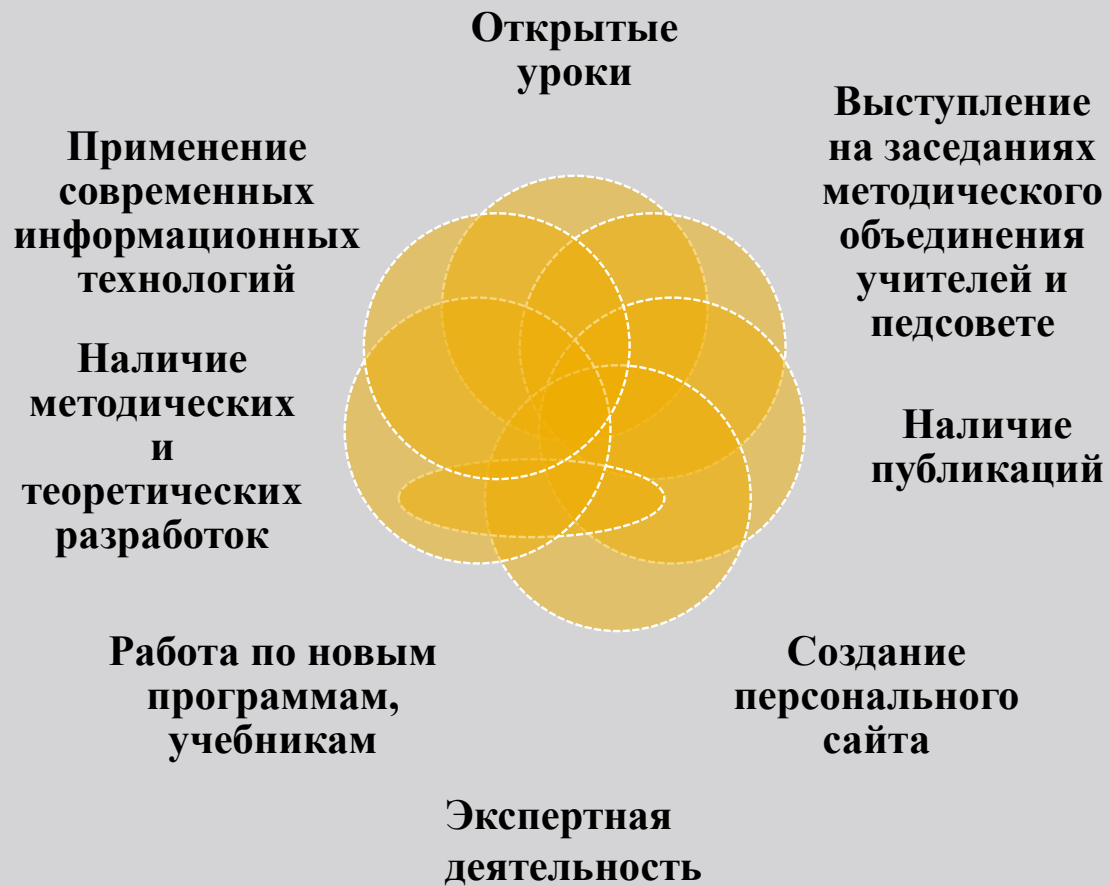 Открытые
уроки
Выступление
на заседаниях
методического
объединения
учителей и
педсовете
Наличие
публикаций
Создание
персонального
сайта
Экспертная
деятельность
Работа по новым
программам,
учебникам
Наличие
методических
и
теоретических
разработок
Применение
современных
информационных
технологий